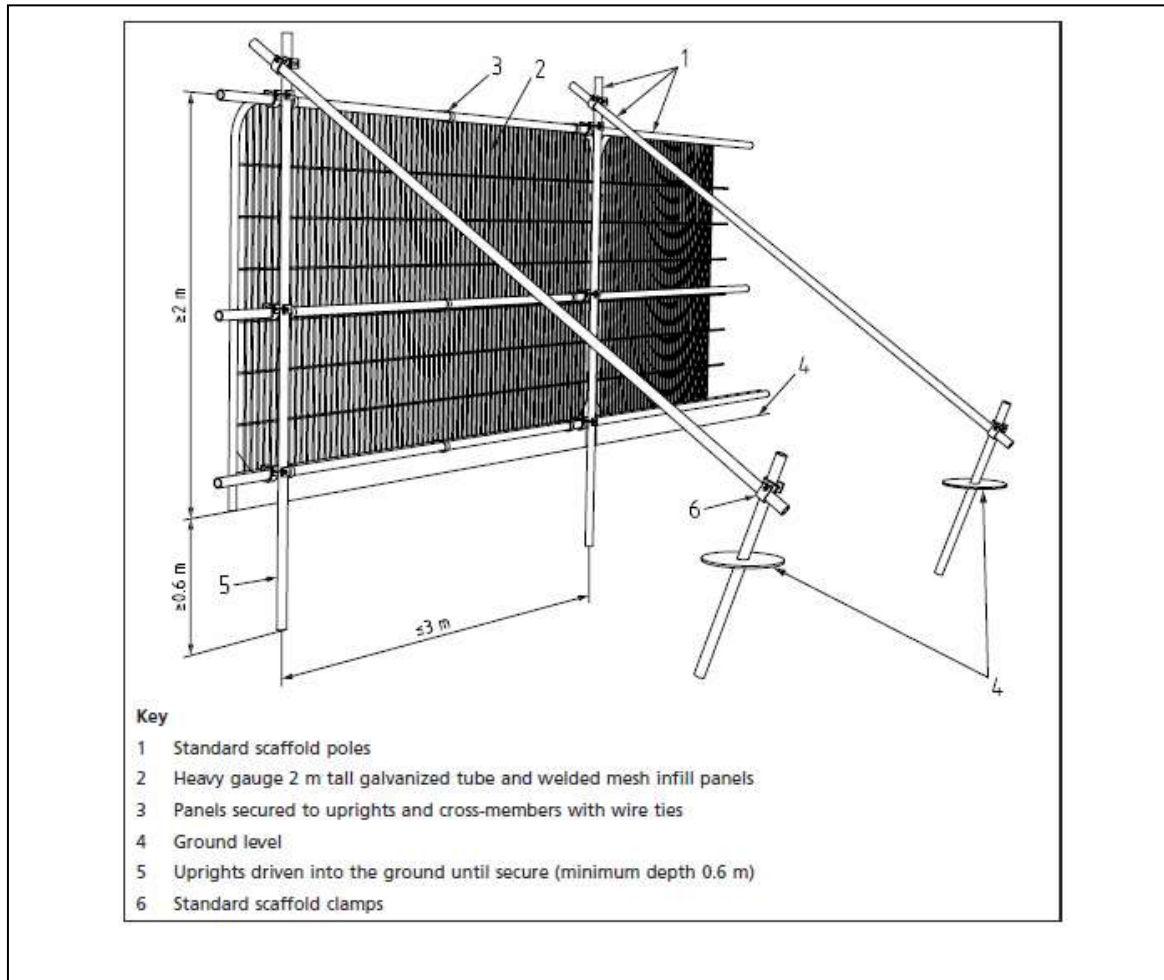 1
3
2
≥2 m
4
6
5
≥0.6 m
≤3 m
4
Key
1 Standard scaffold poles
2 Heavy gauge 2 m tall galvanized tube and welded mesh infill panels
3 Panels secured to uprights and cross-members with wire ties
4 Ground level
5 Uprights driven into the ground until secure (minimum depth 0.6 m)
6 Standard scaffold clamps